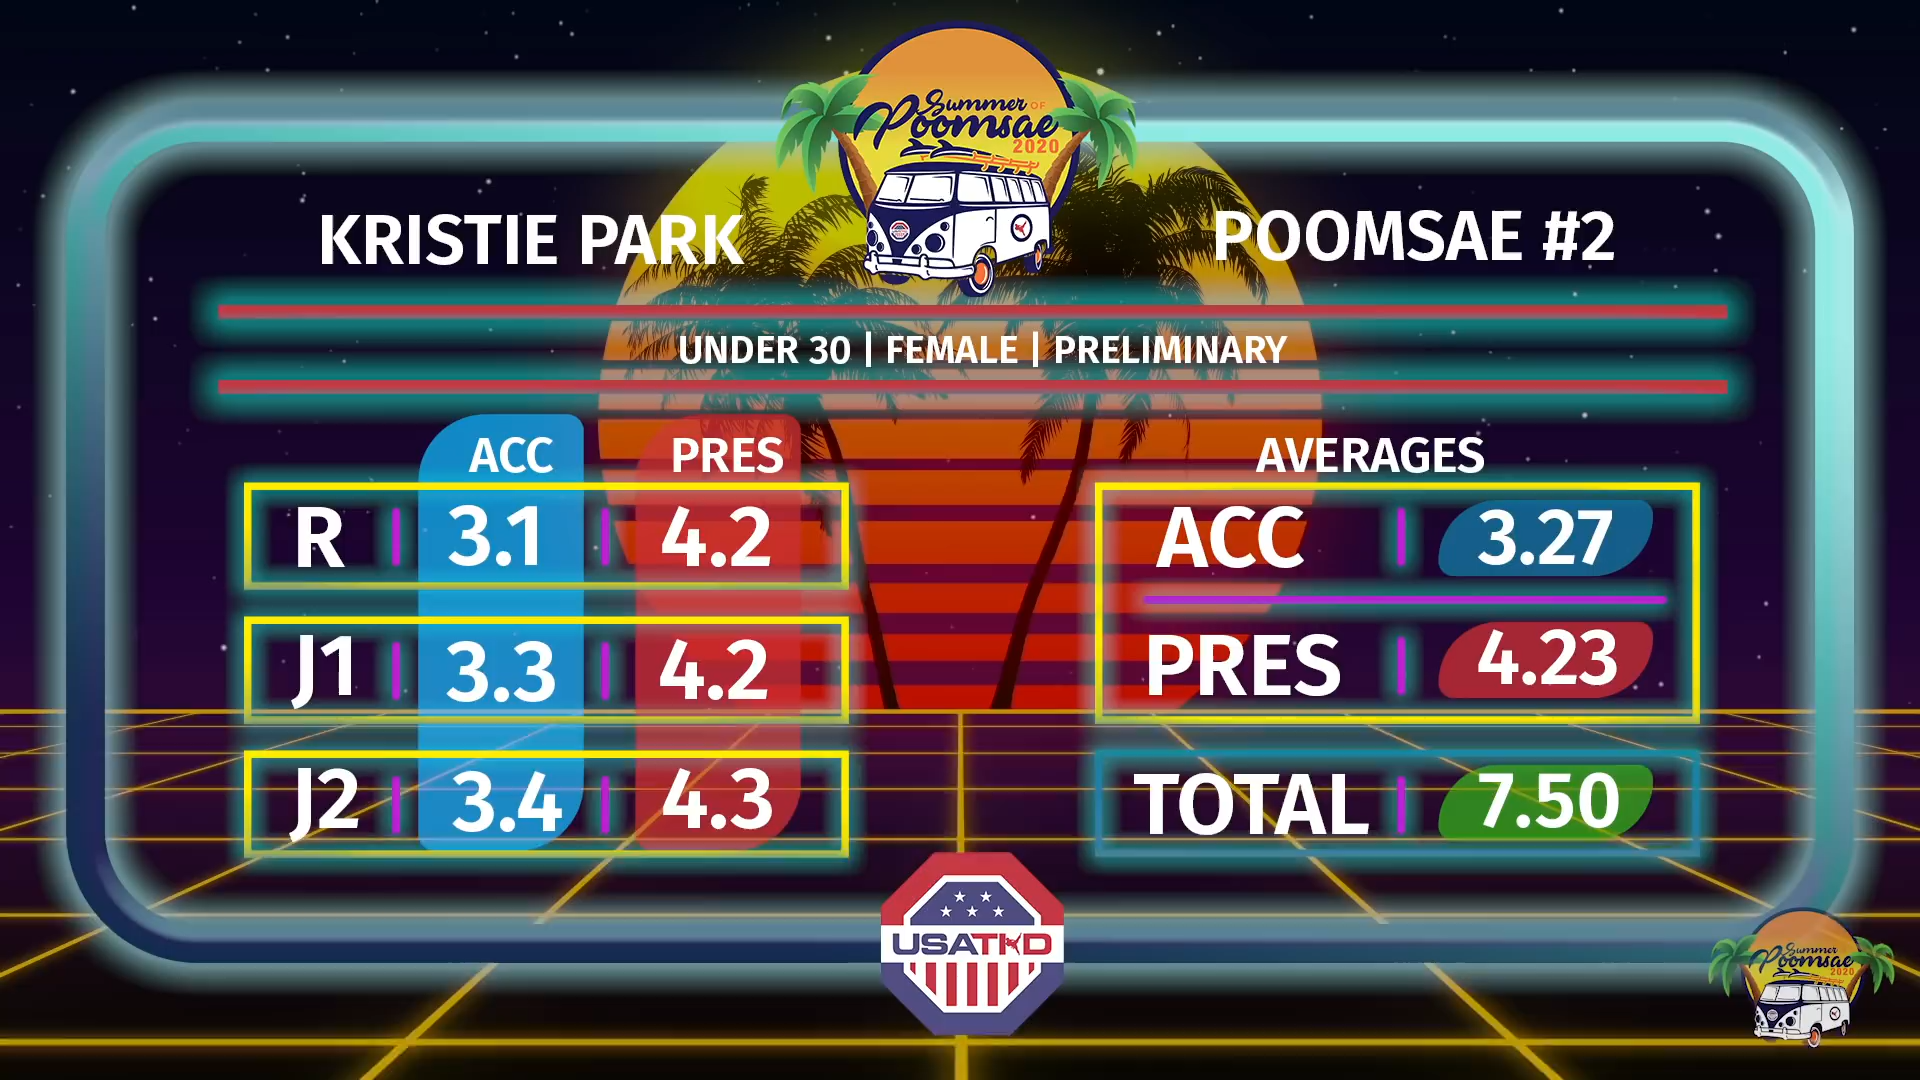 Summer OF
Poomsae
2020
KRISTIE PARK
POOMSAE #2
UNDER 30 | FEMALE | PRELIMINARY
ACC PRES
R 3.1 4.2
J1 3.3 4.2
J2 3.4 4.3
AVERAGES
ACC 3.27
PRES 4.23
TOTAL 7.50
USATKD
Summer
Poomsae
2020